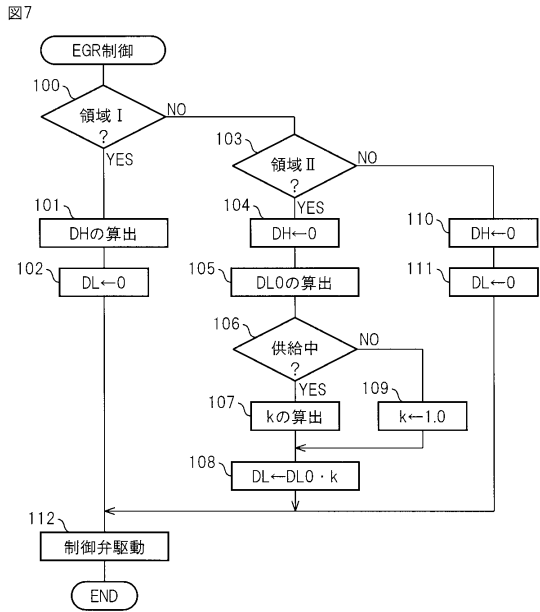 図7
EGR制御
100
領域Ⅰ
?
NO
YES
103
領域Ⅱ
?
NO
YES
101
DHの算出
102
DL←0
104
DH←0
105
DL0の算出
106
供給中
?
NO
YES
107
kの算出
109
k←1.0
108
DL←DL0・k
110
DH←0
111
DL←0
112
制御弁駆動
END